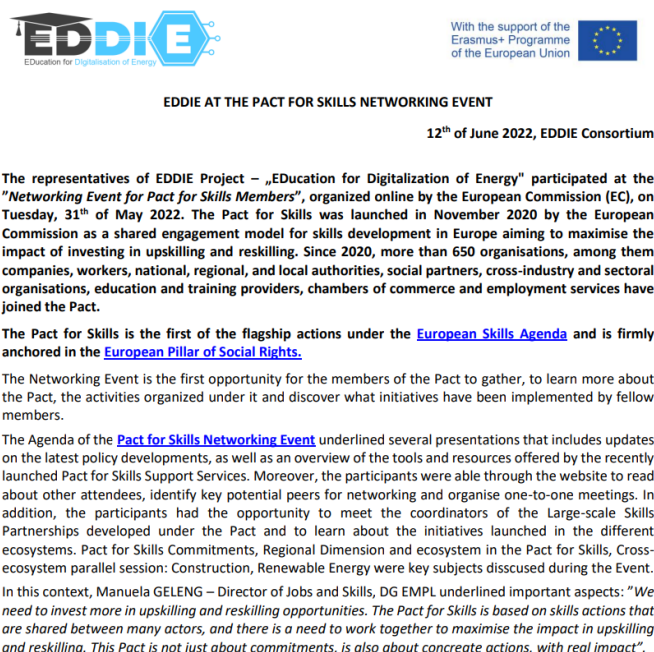 EDDIE
EDucation for Digitalisation of Energy
With the support of the
Erasmus+ Programme
of the European Union
EDDIE AT THE PACT FOR SKILLS NETWORKING EVENT
12th of June 2022, EDDIE Consortium
The representatives of EDDIE Project – „EDucation for Digitalization of Energy" participated at the
"Networking Event for Pact for Skills Members", organized online by the European Commission (EC), on
Tuesday, 31th of May 2022. The Pact for Skills was launched in November 2020 by the European
Commission as a shared engagement model for skills development in Europe aiming to maximise the
impact of investing in upskilling and reskilling. Since 2020, more than 650 organisations, among them
companies, workers, national, regional, and local authorities, social partners, cross-industry and sectoral
organisations, education and training providers, chambers of commerce and employment services have
joined the Pact.
The Pact for Skills is the first of the flagship actions under the European Skills Agenda and is firmly
anchored in the European Pillar of Social Rights.
The Networking Event is the first opportunity for the members of the Pact to gather, to learn more about
the Pact, the activities organized under it and discover what initiatives have been implemented by fellow
members.
The Agenda of the Pact for Skills Networking Event underlined several presentations that includes updates
on the latest policy developments, as well as an overview of the tools and resources offered by the recently
launched Pact for Skills Support Services. Moreover, the participants were able through the website to read
about other attendees, identify key potential peers for networking and organise one-to-one meetings. In
addition, the participants had the opportunity to meet the coordinators of the Large-scale Skills
Partnerships developed under the Pact and to learn about the initiatives launched in the different
ecosystems. Pact for Skills Commitments, Regional Dimension and ecosystem in the Pact for Skills, Cross-
ecosystem parallel session: Construction, Renewable Energy were key subjects disscused during the Event.
In this context, Manuela GELENG – Director of Jobs and Skills, DG EMPL underlined important aspects: "We
need to invest more in upskilling and reskilling opportunities. The Pact for Skills is based on skills actions that
are shared between many actors, and there is a need to work together to maximise the impact in upskilling
and reskilling. This Pact is not just about commitments, is also about concreate actions, with real impact".